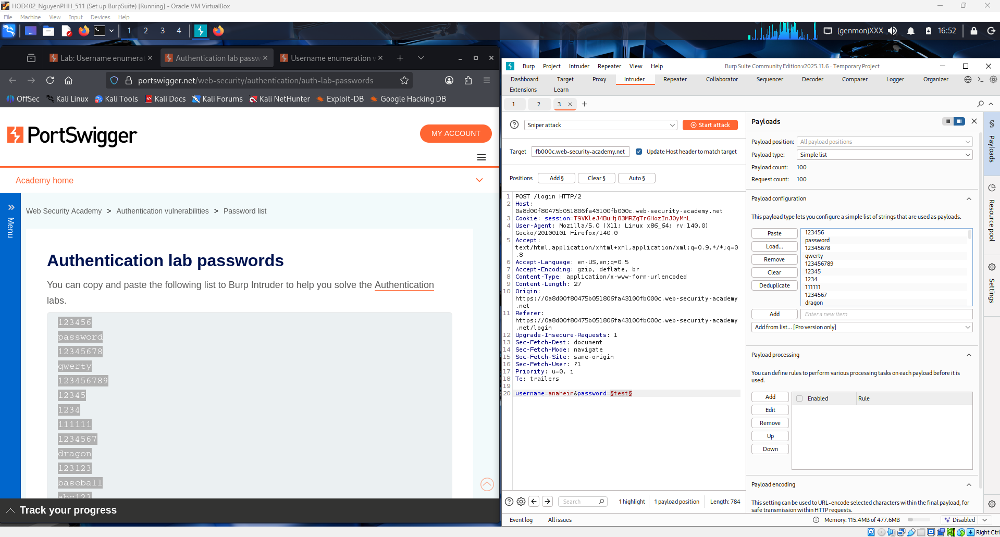 HOD402_NguyenPHH_511 (Set up BurpSuite) [Running] - Oracle VM VirtualBox
File Machine View Input Devices Help
1 2 3 4
(genmon)XXX 16:52
Lab: Username enumerat
Authentication lab passw
Username enumeration v
portswigger.net/web-security/authentication/auth-lab-passwords
OffSec Kali Linux Kali Tools Kali Docs Kali Forums Kali NetHunter Exploit-DB Google Hacking DB
PortSwigger
MY ACCOUNT
Academy home
Menu
Web Security Academy > Authentication vulnerabilities > Password list
Authentication lab passwords
You can copy and paste the following list to Burp Intruder to help you solve the Authentication
labs.
123456
password
12345678
qwerty
123456789
12345
1234
111111
1234567
dragon
123123
baseball
abc123
Track your progress
Burp Project Intruder Repeater View Help
Burp Suite Community Edition v2025.11.6 - Temporary Project
Dashboard Target Proxy Intruder Repeater Collaborator Sequencer Decoder Comparer Logger Organizer
Extensions Learn
1 2 3
Sniper attack
Start attack
Target fb000c.web-security-academy.net Update Host header to match target
Positions Add § Clear § Auto §
1 POST /login HTTP/2
2 Host:
0a8d00f80475b051806fa43100fb000c.web-security-academy.net
3 Cookie: session=T9VKleJ4BuHj83MRZgTr6HozInJOyMnL
4 User-Agent: Mozilla/5.0 (X11; Linux x86_64; rv:140.0)
Gecko/20100101 Firefox/140.0
5 Accept:
text/html,application/xhtml+xml,application/xml;q=0.9,*/*;q=0
.8
6 Accept-Language: en-US,en;q=0.5
7 Accept-Encoding: gzip, deflate, br
8 Content-Type: application/x-www-form-urlencoded
9 Content-Length: 27
10 Origin:
https://0a8d00f80475b051806fa43100fb000c.web-security-academy
.net
11 Referer:
https://0a8d00f80475b051806fa43100fb000c.web-security-academy
.net/login
12 Upgrade-Insecure-Requests: 1
13 Sec-Fetch-Dest: document
14 Sec-Fetch-Mode: navigate
15 Sec-Fetch-Site: same-origin
16 Sec-Fetch-User: ?1
17 Priority: u=0, i
18 Te: trailers
19
20 username=anaheim&password=§test§
Search
1 highlight
1 payload position
Length: 784
Payloads
Payload position: All payload positions
Payload type: Simple list
Payload count: 100
Request count: 100
Payload configuration
This payload type lets you configure a simple list of strings that are used as payloads.
Paste
Load...
Remove
Clear
Deduplicate
123456
password
12345678
qwerty
123456789
12345
1234
111111
1234567
dragon
Add
Enter a new item
Add from list... [Pro version only]
Payload processing
You can define rules to perform various processing tasks on each payload before it is
used.
Add
Edit
Remove
Up
Down
Enabled Rule
Payload encoding
This setting can be used to URL-encode selected characters within the final payload, for
safe transmission within HTTP requests.
§ Payloads
Resource pool
Settings
Event log All issues
Memory: 115.4MB of 477.6MB
Disabled
Right Ctrl